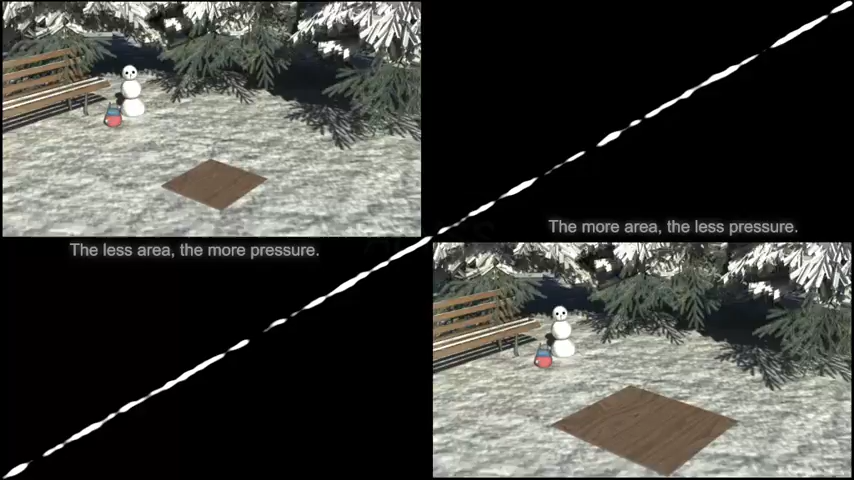 The more area, the less pressure.
The less area, the more pressure.